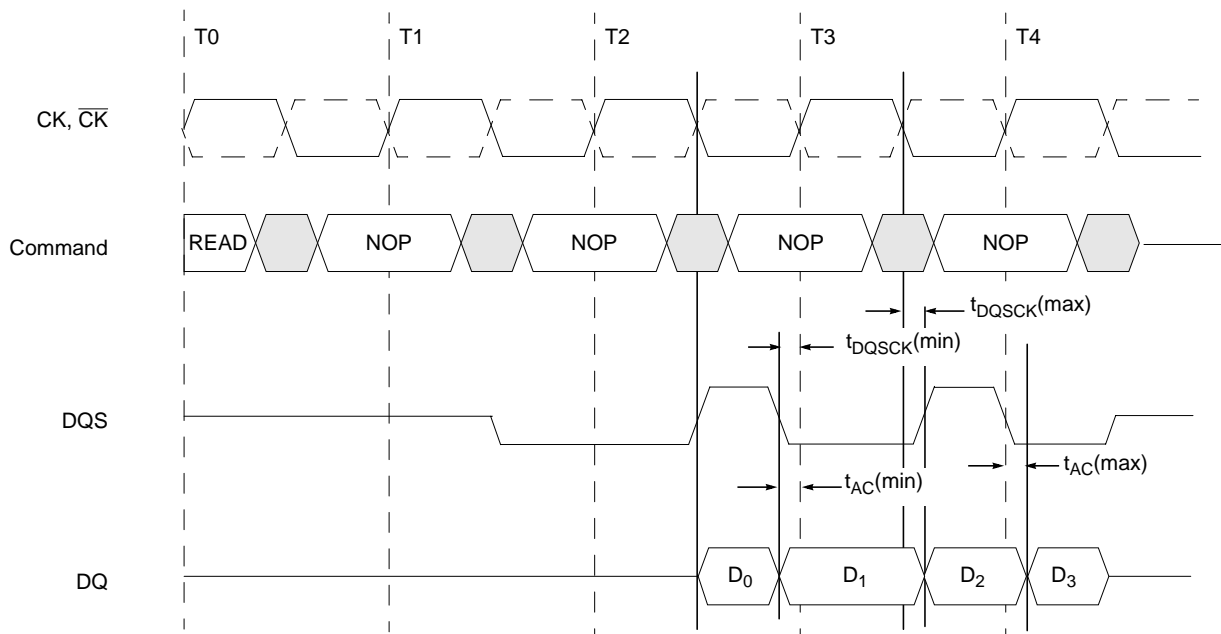 T0 T1 T2 T3 T4
CK, C̅K̅
Command READ NOP NOP NOP NOP
tDQSCK(max)
tDQSCK(min)
DQS
tAC(max)
tAC(min)
DQ D0 D1 D2 D3